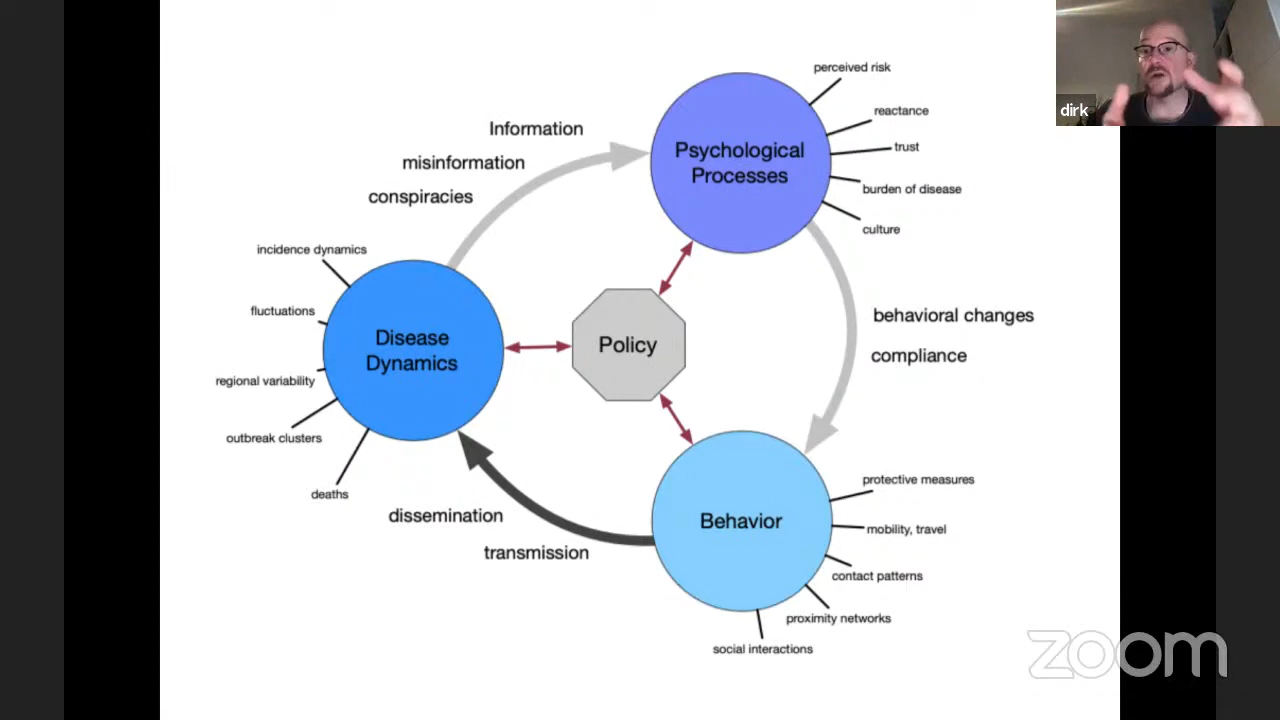 perceived risk
reactance
trust
burden of disease
culture
Psychological
Processes
Information
misinformation
conspiracies
incidence dynamics
fluctuations
regional variability
outbreak clusters
deaths
Disease
Dynamics
Policy
behavioral changes
compliance
Behavior
protective measures
mobility, travel
contact patterns
proximity networks
social interactions
dissemination
transmission
dirk
zoom